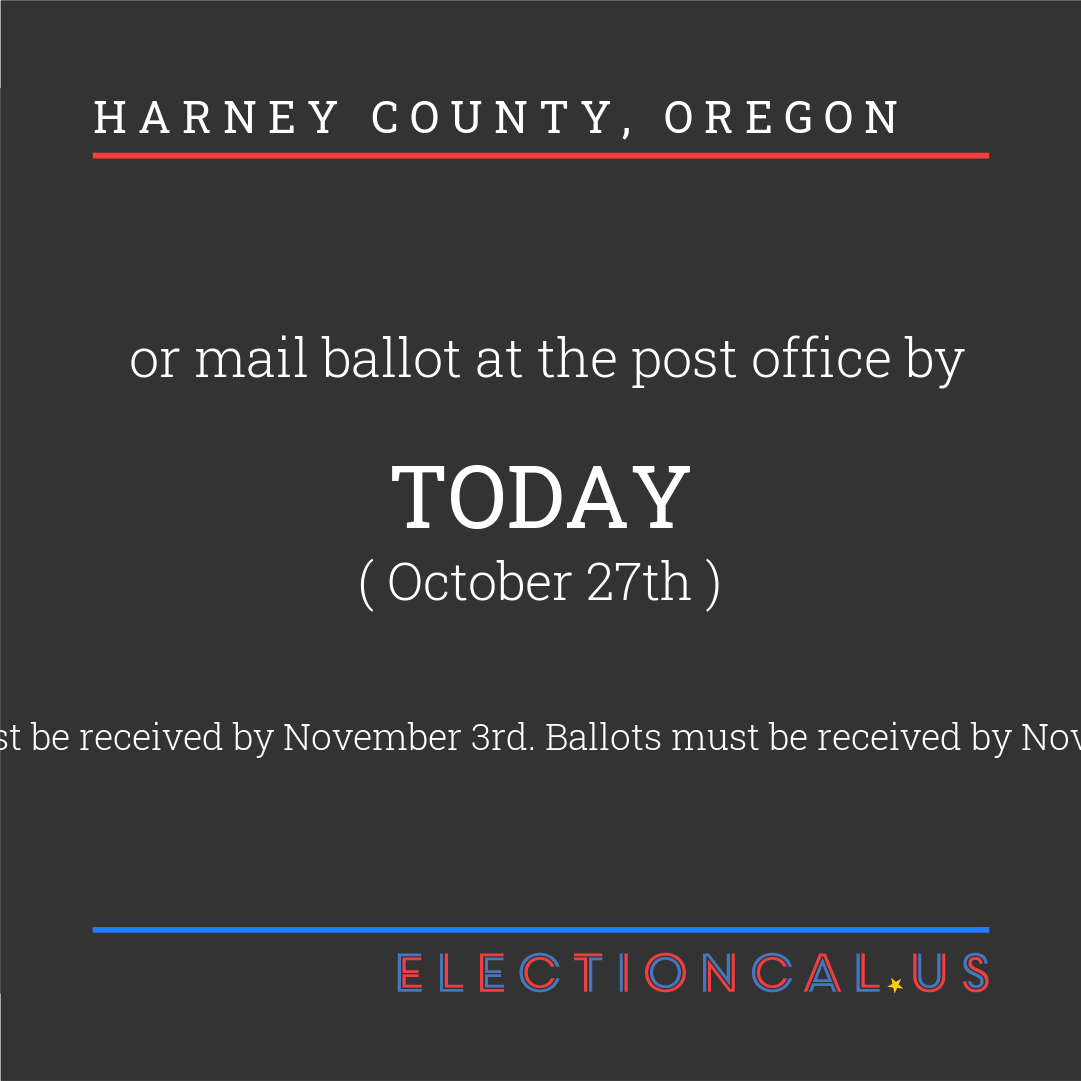 HARNEY COUNTY, OREGON
or mail ballot at the post office by
TODAY
( October 27th )
be received by November 3rd. Ballots must be received by
ELECTIONCAL.US